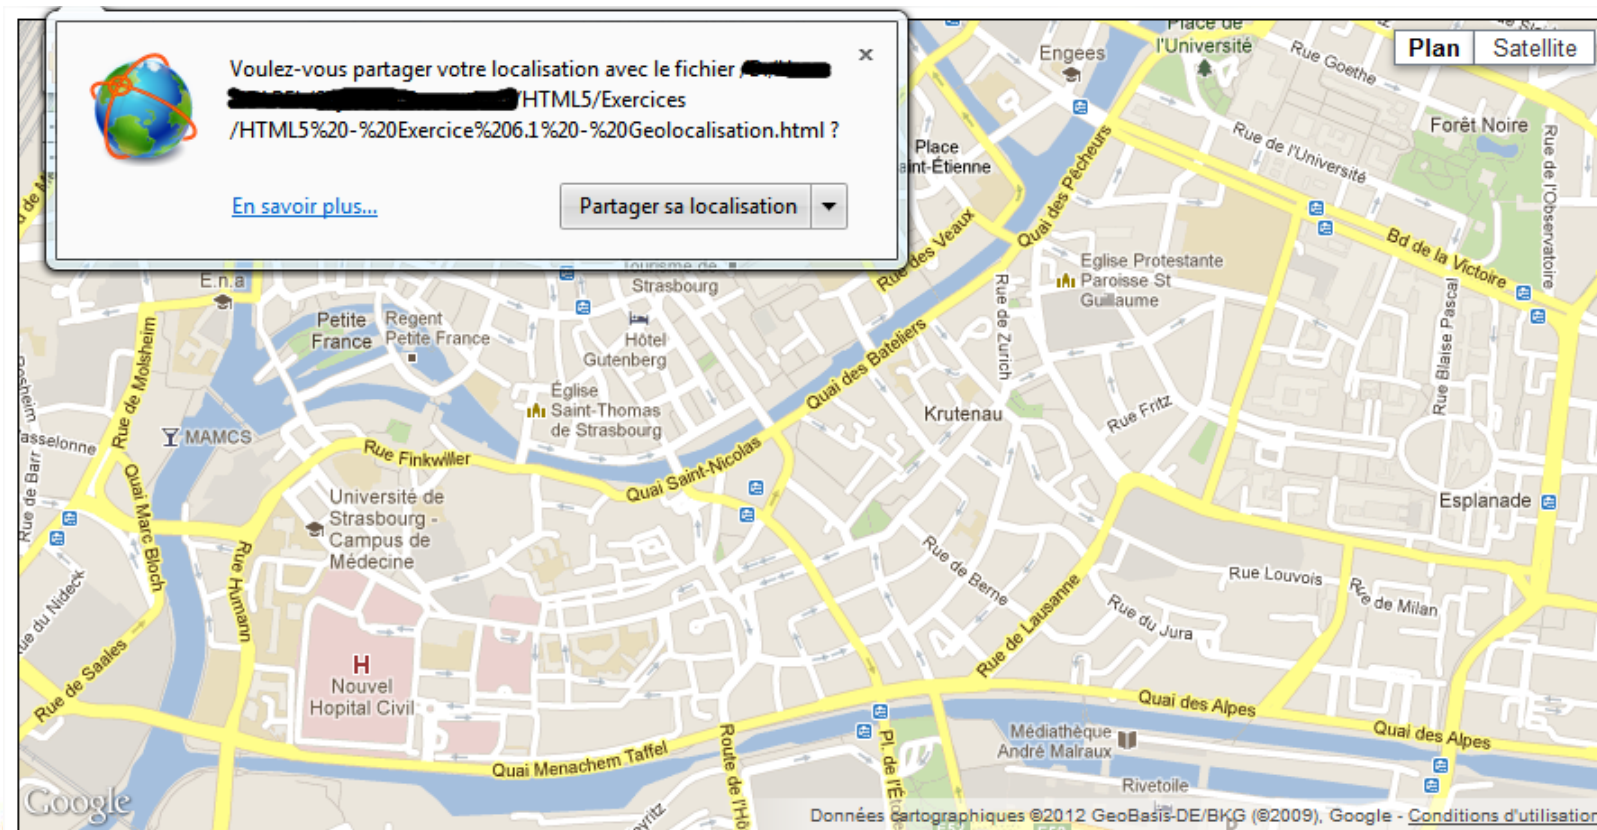 Voulez-vous partager votre localisation avec le fichier
/HTML5/Exercices
/HTML5%20-%20Exercice%206.1%20-%20Geolocalisation.html ?
En savoir plus...
Partager sa localisation
Plan
Satellite
Place de
l'Université
Engees
Rue Goethe
Forêt Noire
Rue de l'Université
Rue de l'Observatoire
Place
Quai des Pêcheurs
Rue des Veaux
Bd de la Victoire
Eglise Protestante
Paroisse St
Guillaume
Rue de Zurich
Rue Blaise Pascal
E.n.a
Tourisme de
Strasbourg
Petite
France
Regent
Petite France
Hôtel
Gutenberg
Rue de Molsheim
Quai des Bateliers
Église
Saint-Thomas
de Strasbourg
Krutenau
Rue Fritz
MAMCS
Rue Finkwiller
Quai Saint-Nicolas
Rue de Barr
Quai Marc Bloch
Université de
Strasbourg -
Campus de
Médecine
Esplanade
Rue Humann
Rue de Berne
Rue Louvois
Rue de Milan
Rue du Nideck
Rue de Lausanne
Rue du Jura
Rue de Saales
H
Nouvel
Hopital Civil
Quai des Alpes
Quai des Alpes
Médiathèque
André Malraux
Quai Menachem Taffel
Route de l'Hô
Pl. de l'Éto
Rivetoile
Google
Données cartographiques ©2012 GeoBasis-DE/BKG (©2009), Google - Conditions d'utilisation